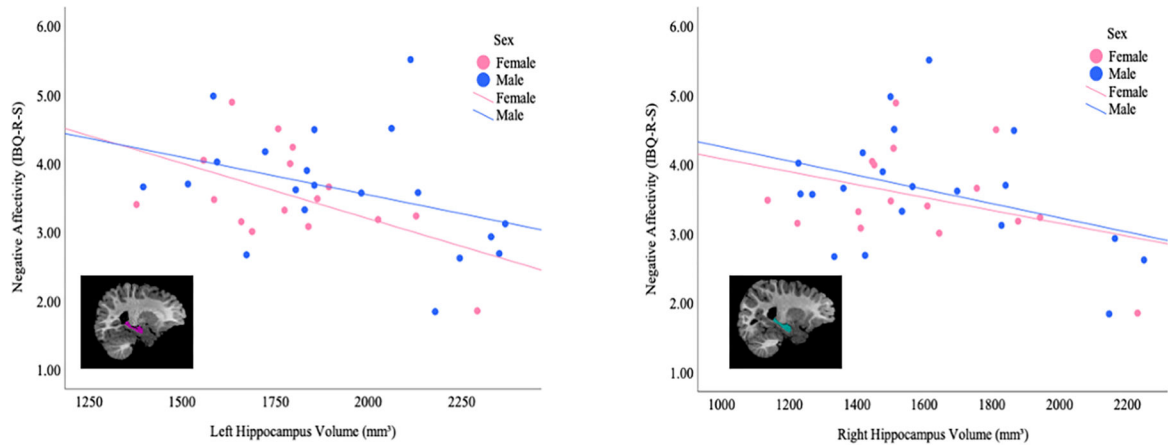 6.00
5.00
4.00
3.00
2.00
1.00
Negative Affectivity (IBQ-R-S)
Sex
Female
Male
Female
Male
1250 1500 1750 2000 2250
Left Hippocampus Volume (mm³)
6.00
5.00
4.00
3.00
2.00
1.00
Negative Affectivity (IBQ-R-S)
Sex
Female
Male
Female
Male
1000 1200 1400 1600 1800 2000 2200
Right Hippocampus Volume (mm³)